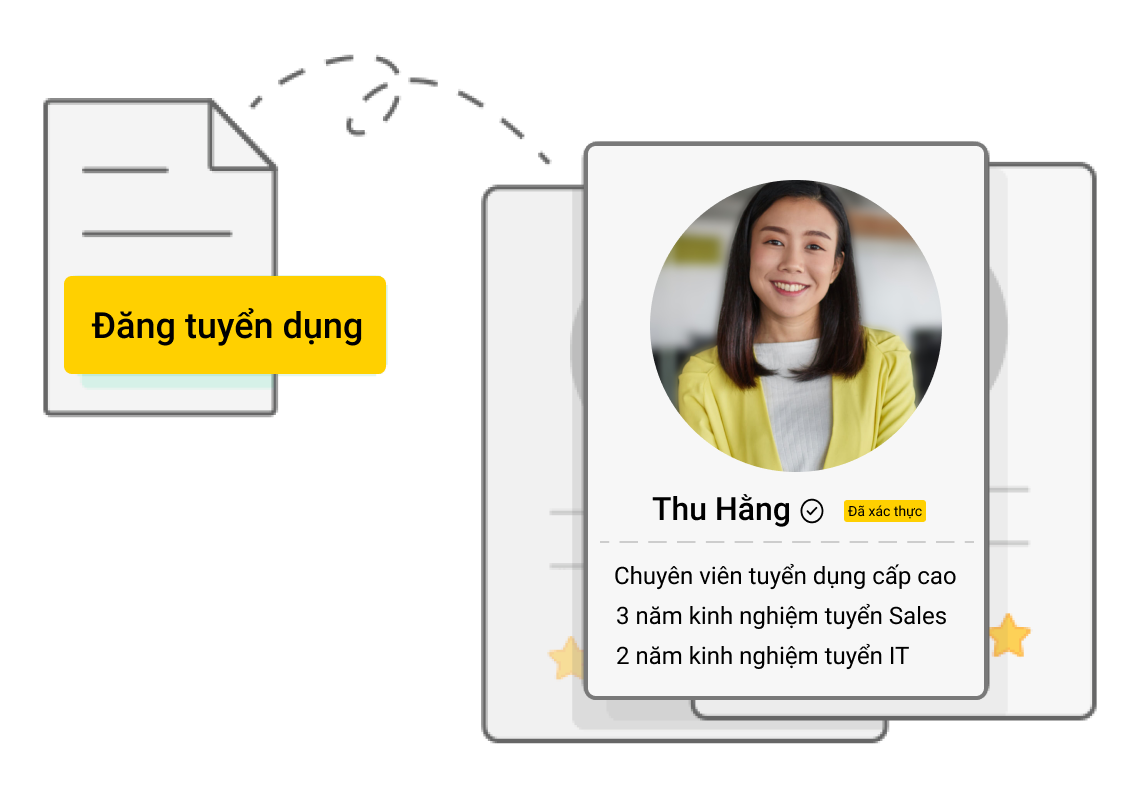 Đăng tuyển dụng
Thu Hằng Đã xác thực
Chuyên viên tuyển dụng cấp cao
3 năm kinh nghiệm tuyển Sales
2 năm kinh nghiệm tuyển IT